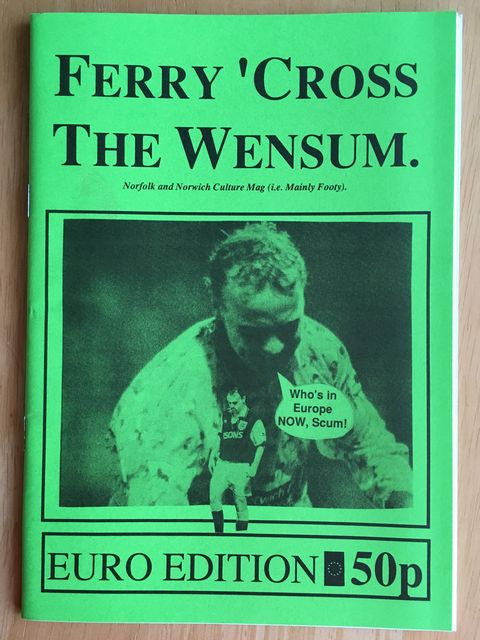 FERRY 'CROSS
THE WENSUM.
Norfolk and Norwich Culture Mag (i.e. Mainly Footy).
Who's in
Europe
NOW, Scum!
SONS
EURO EDITION 50p